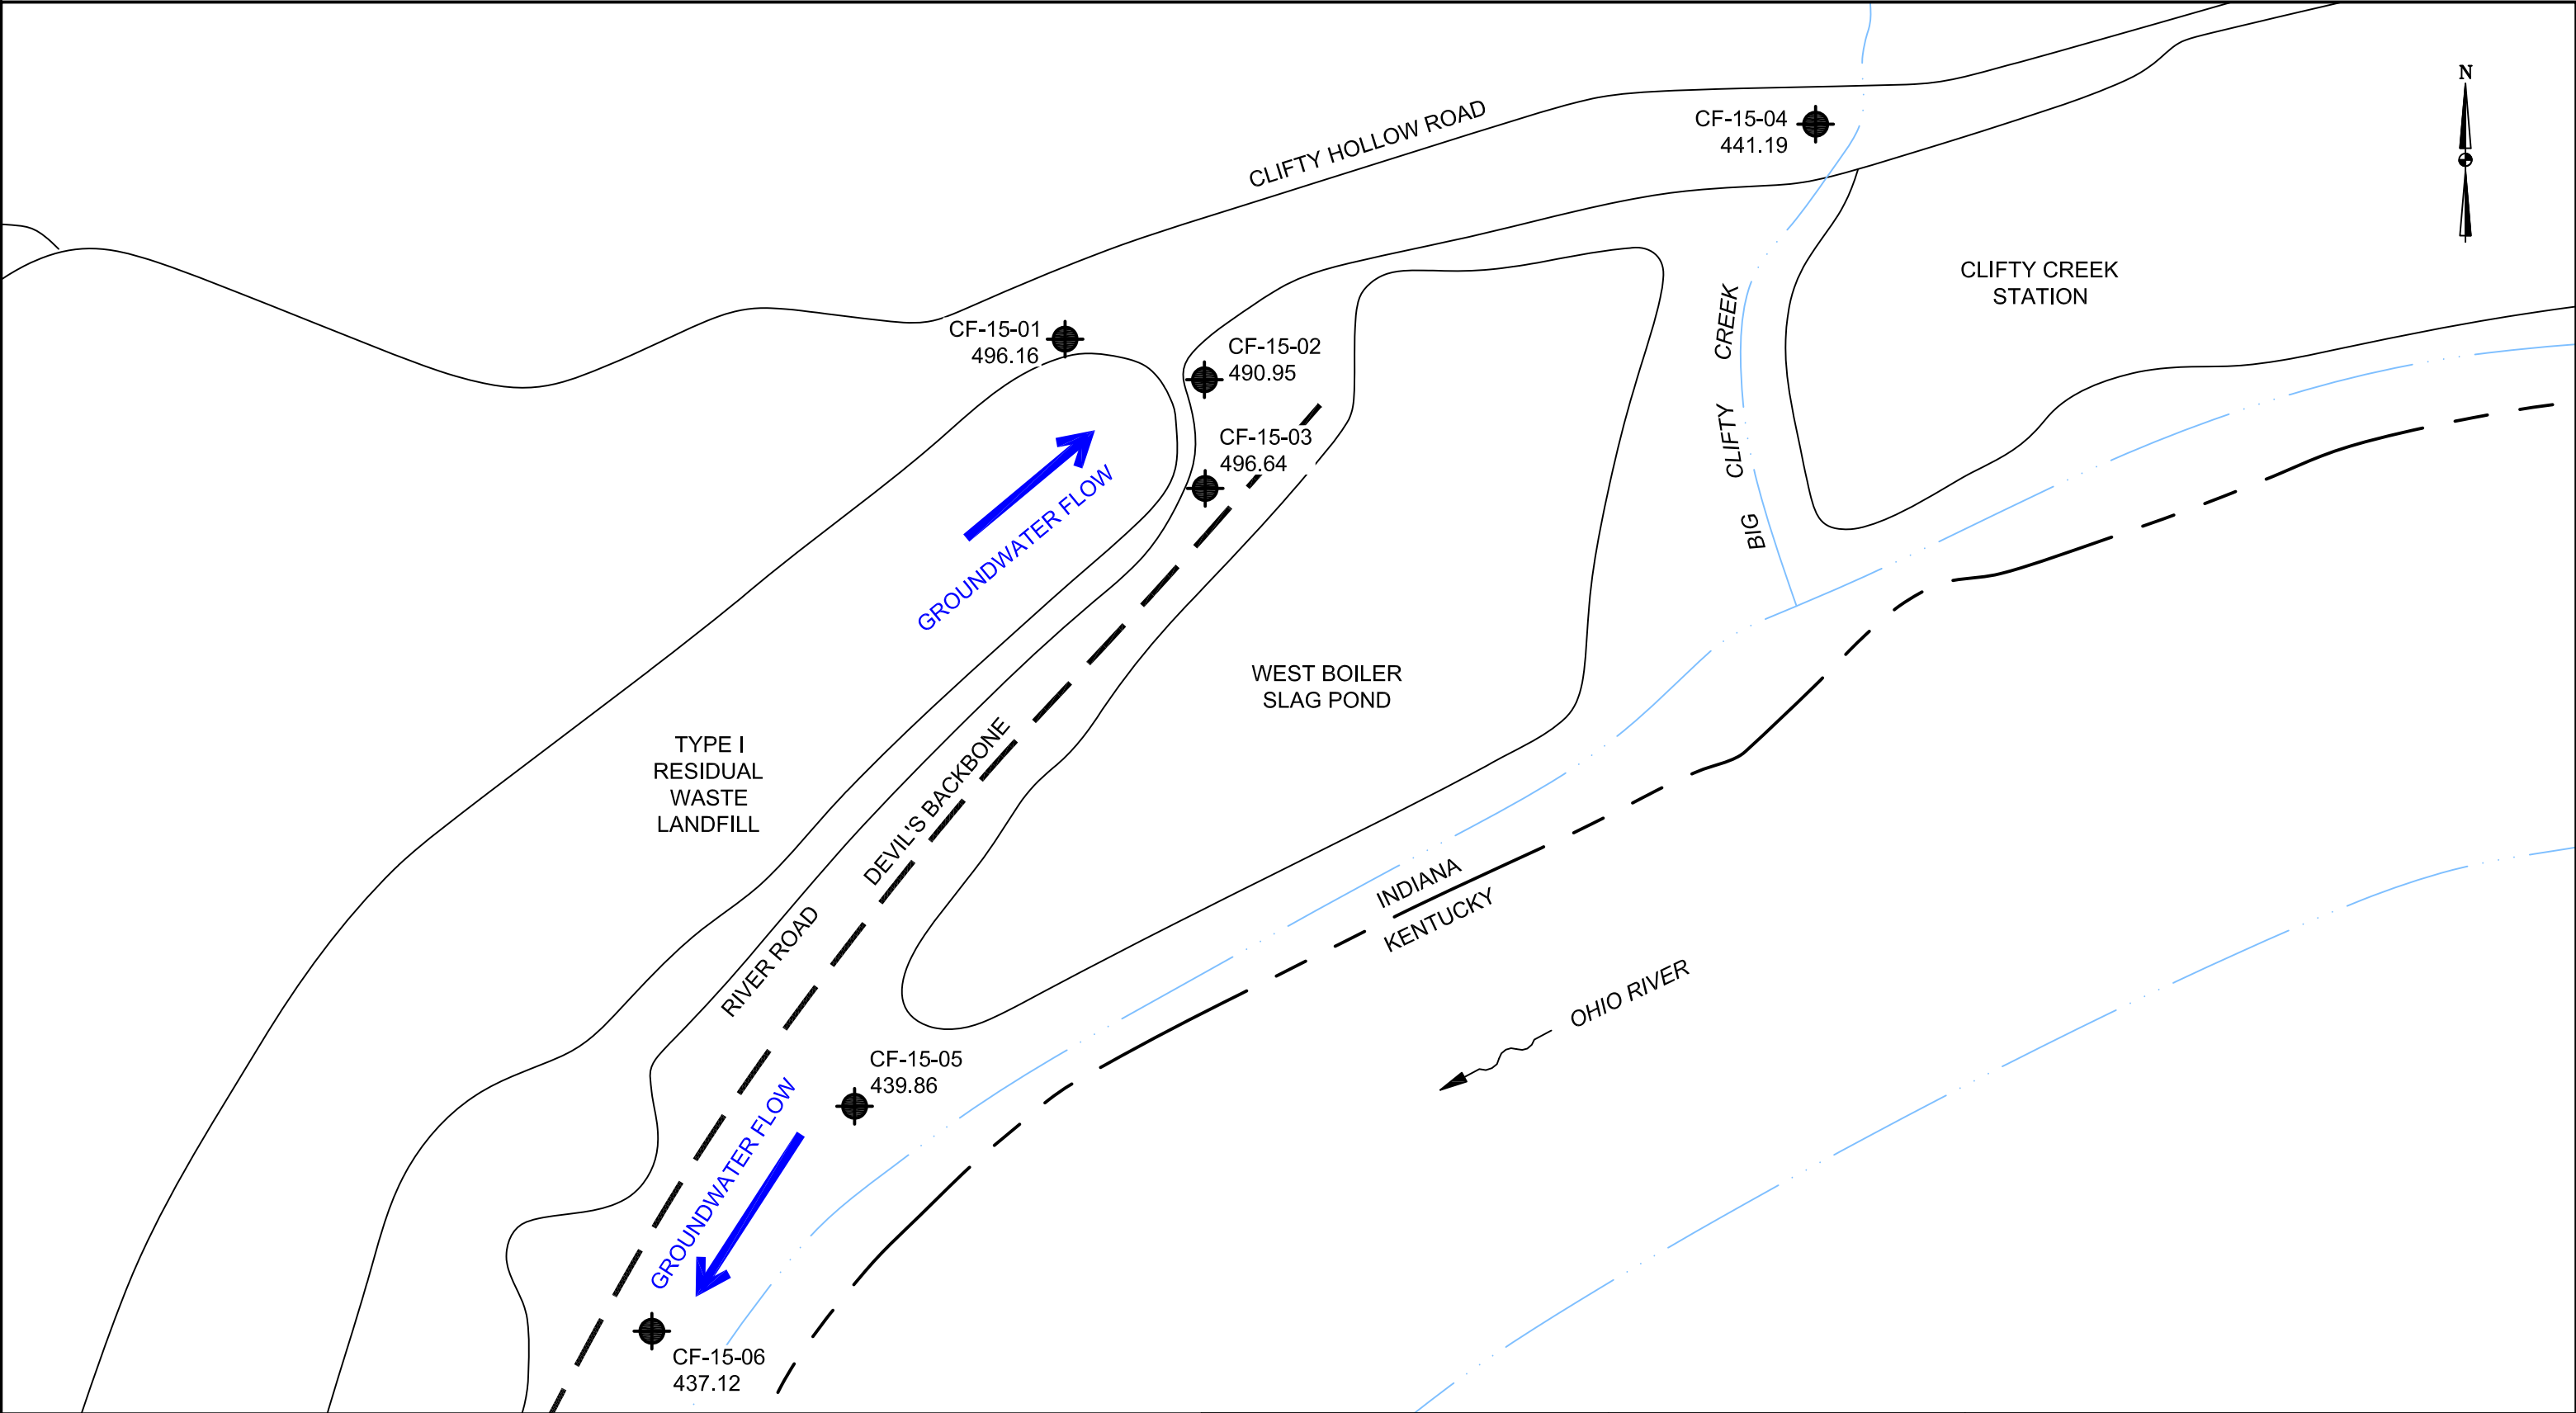 N
CLIFTY HOLLOW ROAD
CF-15-04
441.19
CLIFTY CREEK
STATION
CF-15-01
496.16
CF-15-02
490.95
CF-15-03
496.64
BIG CLIFTY CREEK
GROUNDWATER FLOW
WEST BOILER
SLAG POND
TYPE I
RESIDUAL
WASTE
LANDFILL
DEVIL'S BACKBONE
RIVER ROAD
INDIANA
KENTUCKY
OHIO RIVER
CF-15-05
439.86
GROUNDWATER FLOW
CF-15-06
437.12